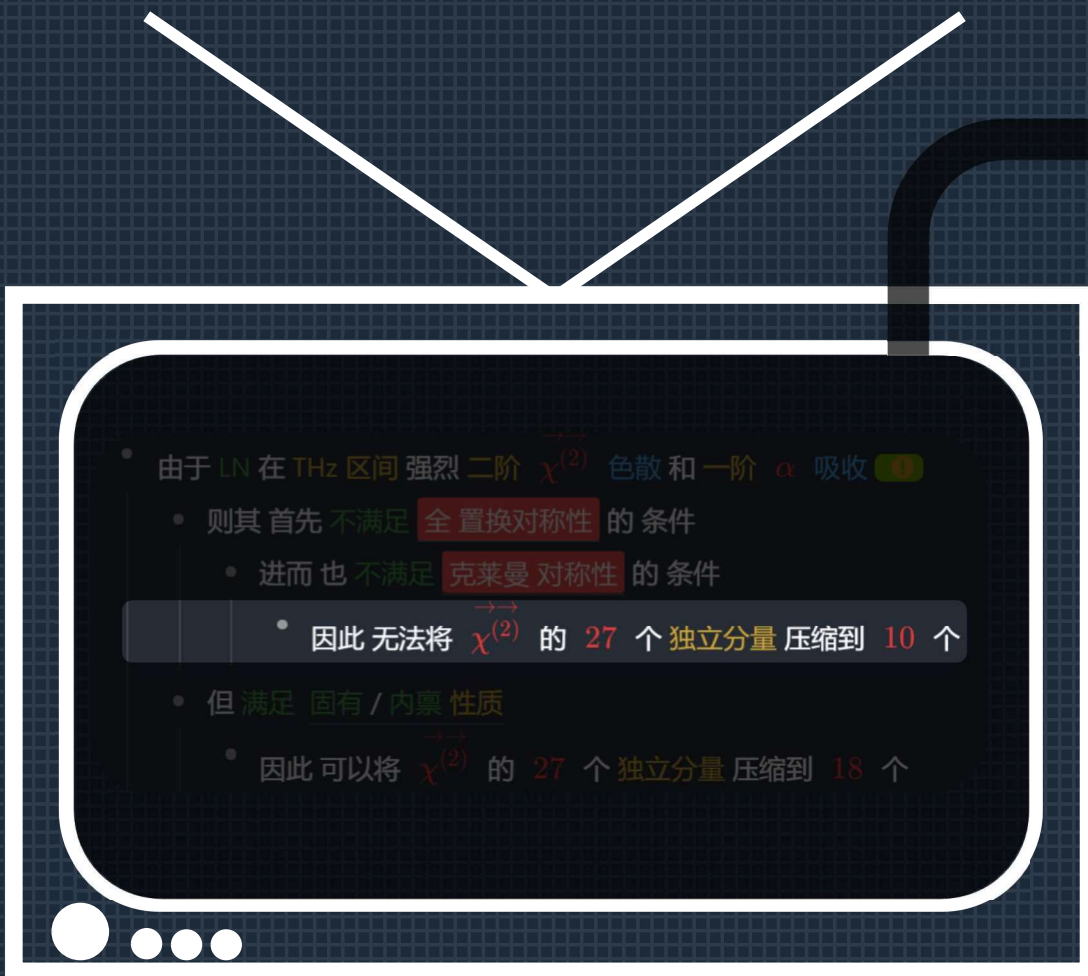 由于 LN 在 THz 区间 强烈 二阶 χ⃗⃗⁽²⁾ 色散 和 一阶 α 吸收
则其 首先 不满足 全 置换对称性 的 条件
进而 也 不满足 克莱曼 对称性 的 条件
因此 无法将 χ⃗⃗⁽²⁾ 的 27 个 独立分量 压缩到 10 个
但 满足 固有 / 内禀 性质
因此 可以将 χ⃗⃗⁽²⁾ 的 27 个 独立分量 压缩到 18 个